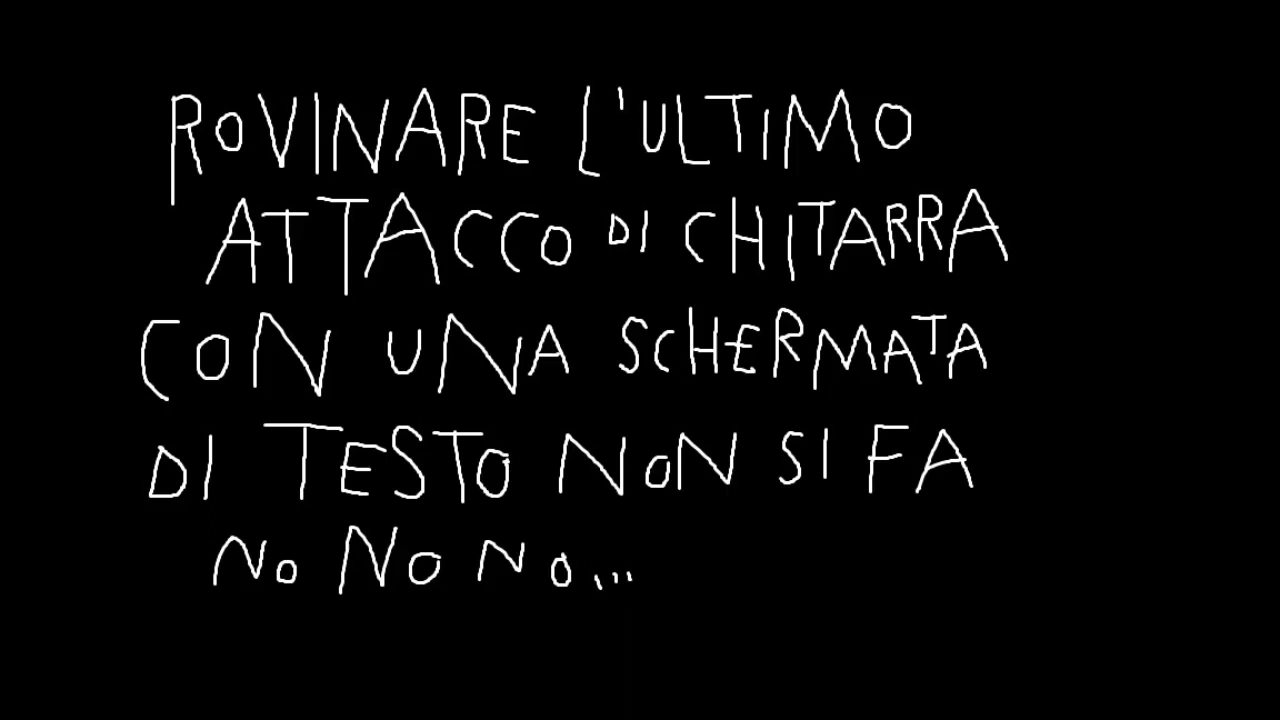 ROVINARE L'ULTIMO
ATTACCO DI CHITARRA
CON UNA SCHERMATA
DI TESTO NON SI FA
NO NO NO...